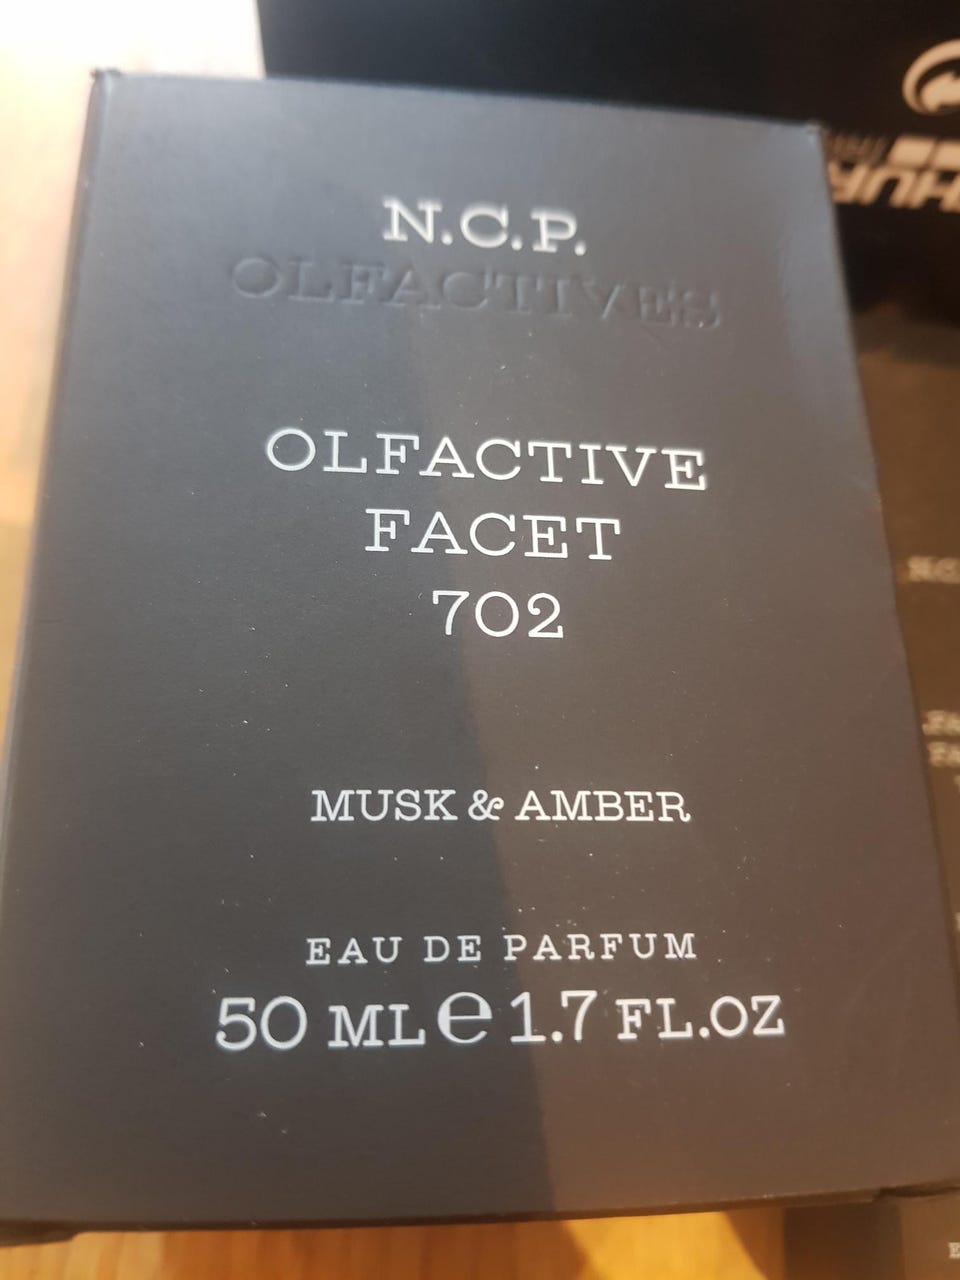 N.C.P.
OLFACTIVES
OLFACTIVE
FACET
702
MUSK & AMBER
EAU DE PARFUM
50 ML e 1.7 FL.OZ